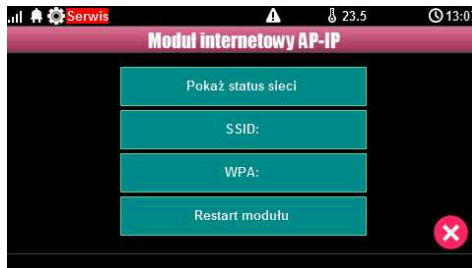 Serwis 23.5 13:0
Moduł internetowy AP-IP
Pokaż status sieci
SSID:
WPA:
Restart modułu